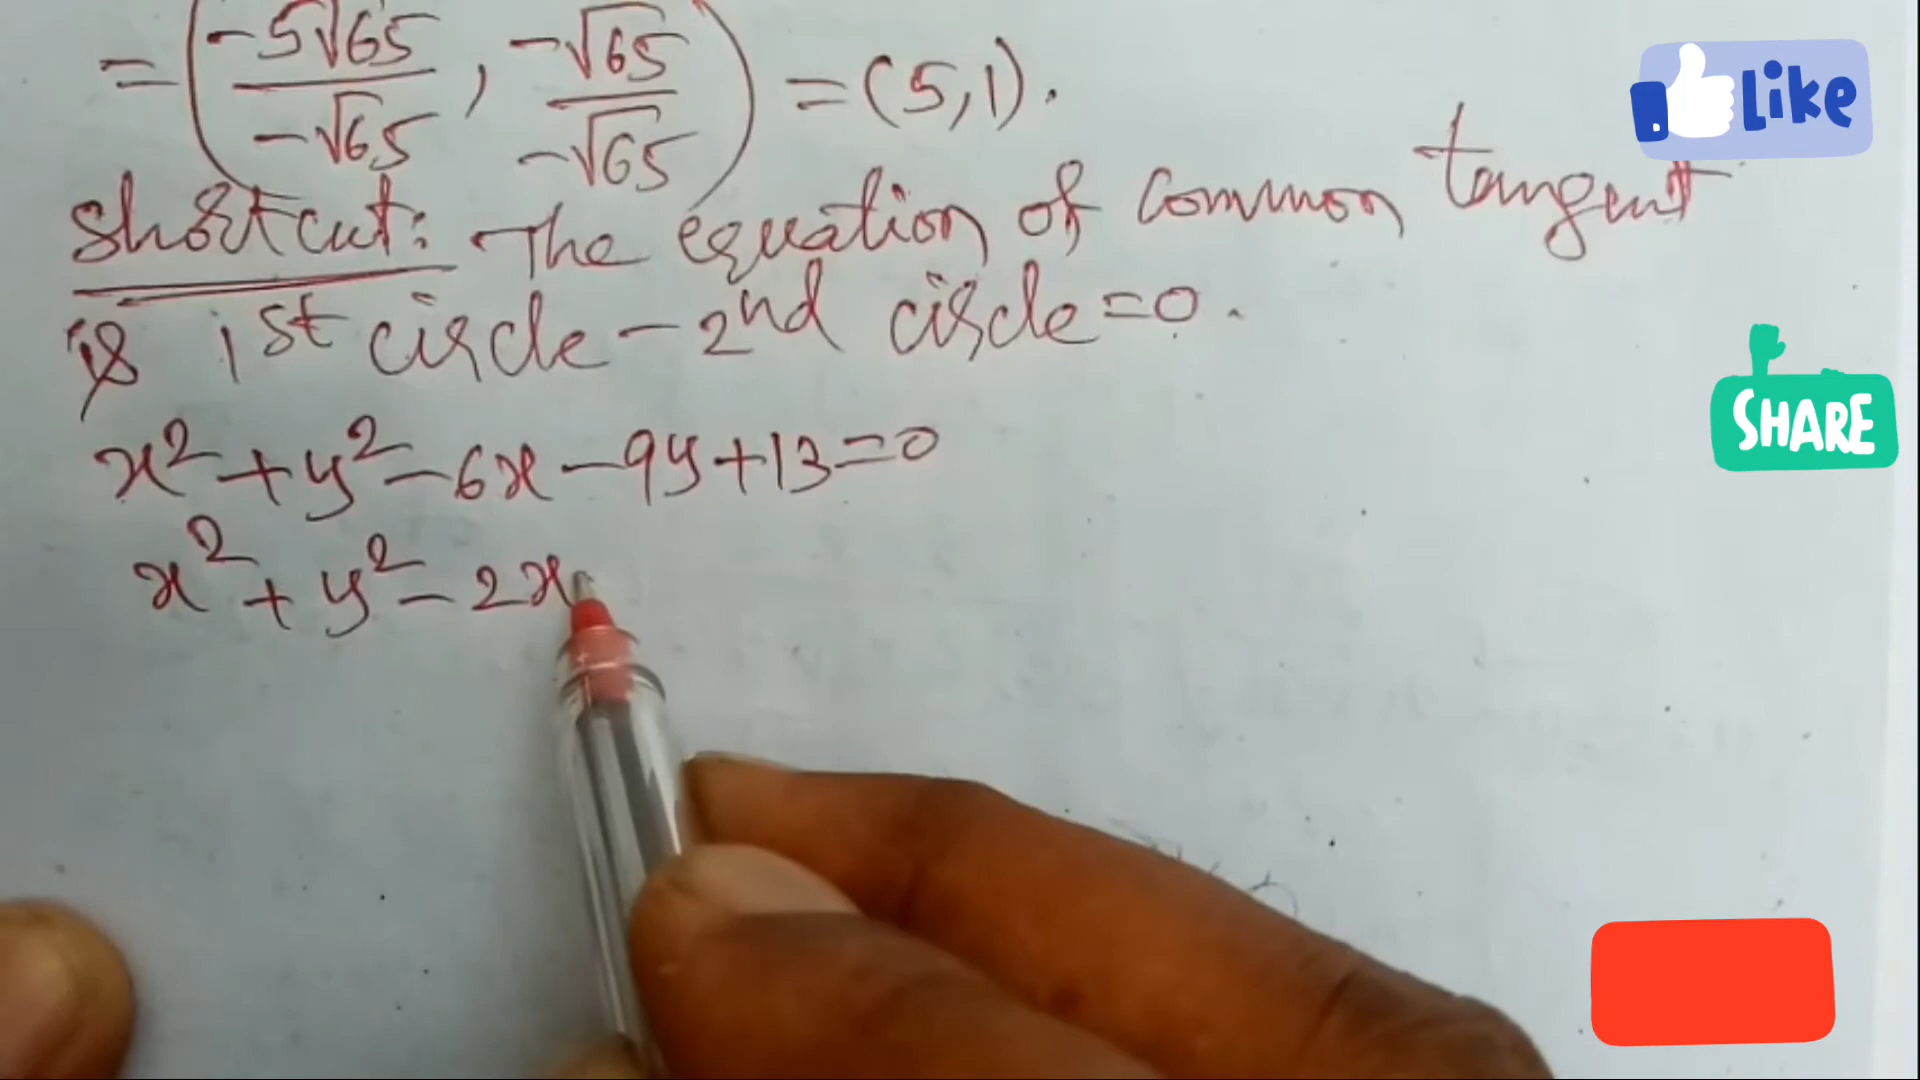 = (-5√65 / -√65 , -√65 / -√65) = (5,1).
Like
Shortcut: The equation of common tangent
is 1st circle - 2nd circle = 0.
x² + y² - 6x - 9y + 13 = 0
SHARE
x² + y² - 2x